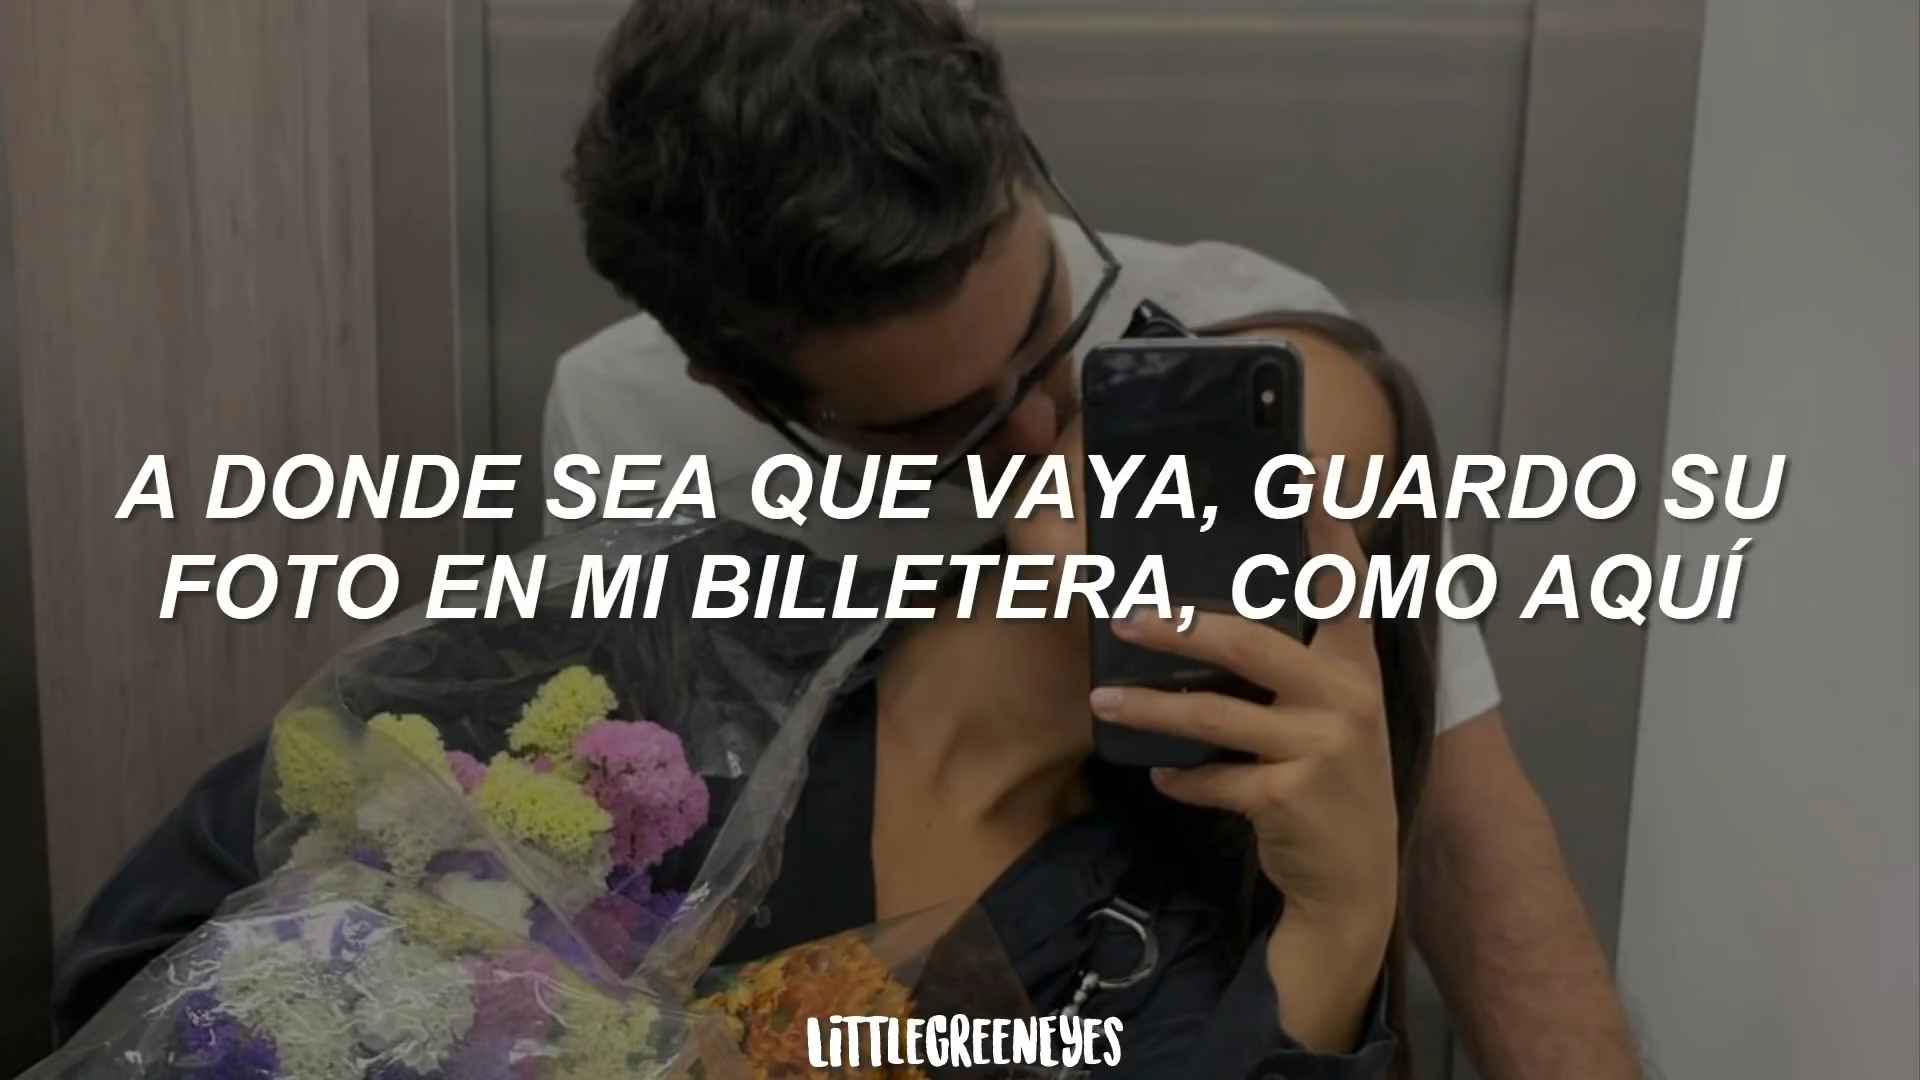 A DONDE SEA QUE VAYA, GUARDO SU
FOTO EN MI BILLETERA, COMO AQUÍ
LiTTLEGREENEYES